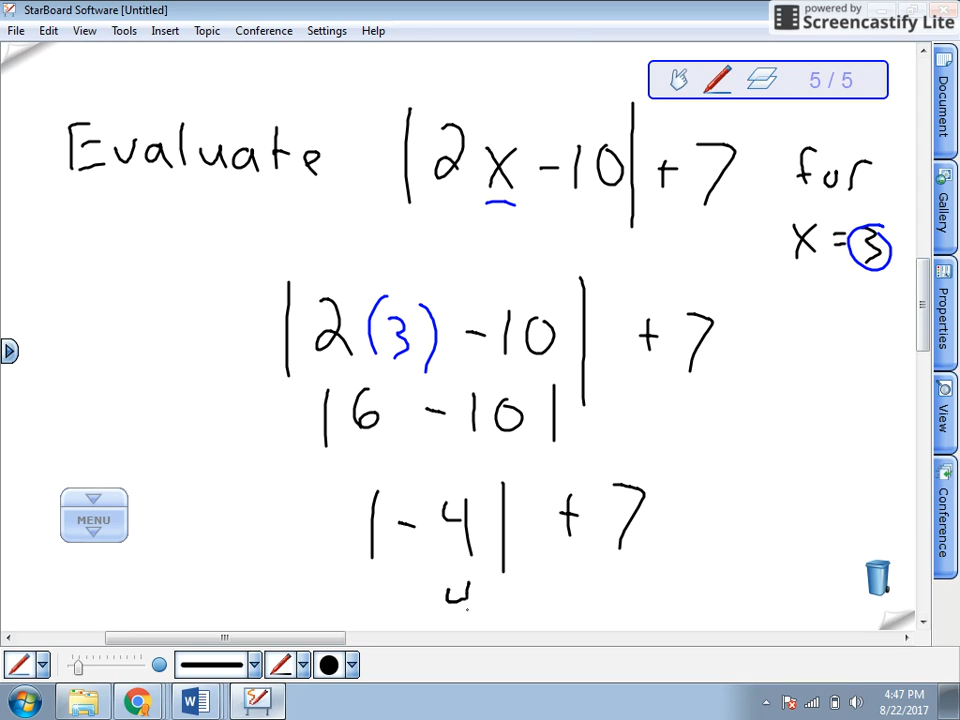 StarBoard Software [Untitled]
powered by
Screencastify Lite
File Edit View Tools Insert Topic Conference Settings Help
5 / 5
Evaluate |2x -10| + 7 for
x = 3
|2(3) -10| + 7
|6 -10|
|-4| + 7
4
MENU
Document
Gallery
Properties
View
Conference
4:47 PM
8/22/2017